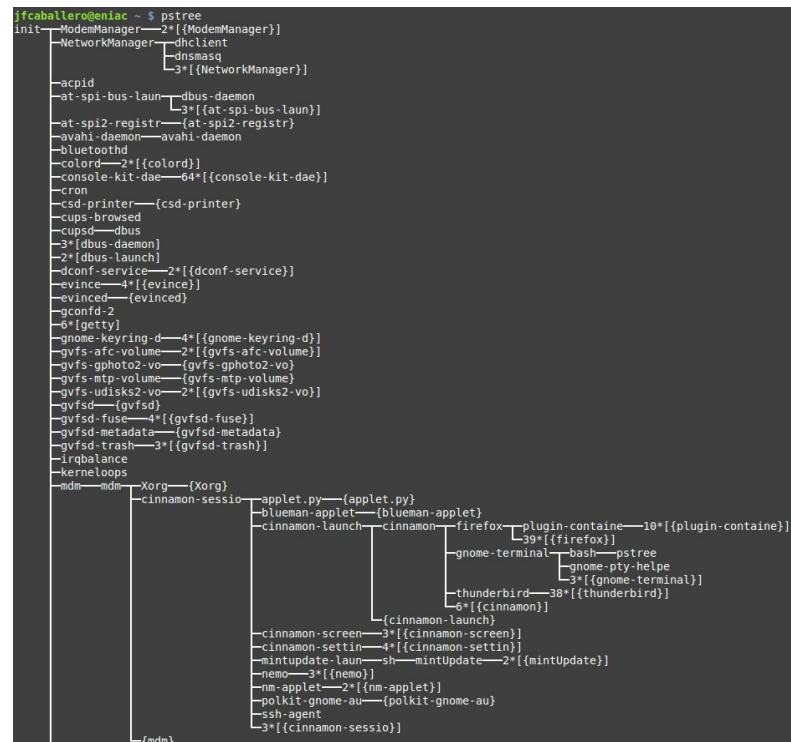 jfcaballero@eniac ~ $ pstree
init─┬─ModemManager───2*[{ModemManager}]
     ├─NetworkManager─┬─dhclient
     │                ├─dnsmasq
     │                └─3*[{NetworkManager}]
     ├─acpid
     ├─at-spi-bus-laun─┬─dbus-daemon
     │                 └─3*[{at-spi-bus-laun}]
     ├─at-spi2-registr───{at-spi2-registr}
     ├─avahi-daemon───avahi-daemon
     ├─bluetoothd
     ├─colord───2*[{colord}]
     ├─console-kit-dae───64*[{console-kit-dae}]
     ├─cron
     ├─csd-printer───{csd-printer}
     ├─cups-browsed
     ├─cupsd───dbus
     ├─3*[dbus-daemon]
     ├─2*[dbus-launch]
     ├─dconf-service───2*[{dconf-service}]
     ├─evince───4*[{evince}]
     ├─evinced───{evinced}
     ├─gconfd-2
     ├─6*[getty]
     ├─gnome-keyring-d───4*[{gnome-keyring-d}]
     ├─gvfs-afc-volume───2*[{gvfs-afc-volume}]
     ├─gvfs-gphoto2-vo───{gvfs-gphoto2-vo}
     ├─gvfs-mtp-volume───{gvfs-mtp-volume}
     ├─gvfs-udisks2-vo───2*[{gvfs-udisks2-vo}]
     ├─gvfsd───{gvfsd}
     ├─gvfsd-fuse───4*[{gvfsd-fuse}]
     ├─gvfsd-metadata───{gvfsd-metadata}
     ├─gvfsd-trash───3*[{gvfsd-trash}]
     ├─irqbalance
     ├─kerneloops
     ├─mdm───mdm─┬─Xorg───{Xorg}
     │           ├─cinnamon-sessio─┬─applet.py───{applet.py}
     │           │                 ├─blueman-applet───{blueman-applet}
     │           │                 ├─cinnamon-launch─┬─cinnamon─┬─firefox─┬─plugin-containe───10*[{plugin-containe}]
     │           │                 │                 │          │         └─39*[{firefox}]
     │           │                 │                 │          ├─gnome-terminal─┬─bash───pstree
     │           │                 │                 │          │                ├─gnome-pty-helpe
     │           │                 │                 │          │                └─3*[{gnome-terminal}]
     │           │                 │                 │          ├─thunderbird───38*[{thunderbird}]
     │           │                 │                 │          └─6*[{cinnamon}]
     │           │                 │                 └─{cinnamon-launch}
     │           │                 ├─cinnamon-screen───3*[{cinnamon-screen}]
     │           │                 ├─cinnamon-settin───4*[{cinnamon-settin}]
     │           │                 ├─mintupdate-laun───sh───mintUpdate───2*[{mintUpdate}]
     │           │                 ├─nemo───3*[{nemo}]
     │           │                 ├─nm-applet───2*[{nm-applet}]
     │           │                 ├─polkit-gnome-au───{polkit-gnome-au}
     │           │                 ├─ssh-agent
     │           │                 └─3*[{cinnamon-sessio}]
     │           └─{mdm}